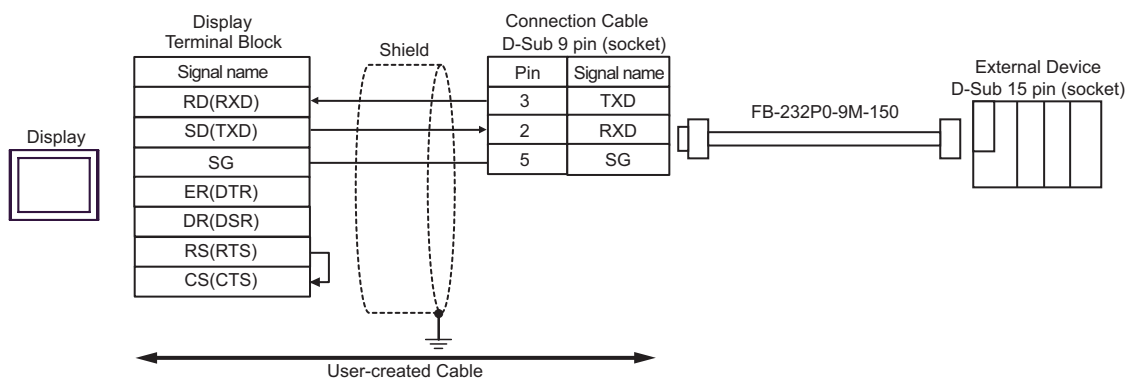 Display
Terminal Block
Shield
Connection Cable
D-Sub 9 pin (socket)
External Device
D-Sub 15 pin (socket)
Display
Signal name
RD(RXD)
SD(TXD)
SG
ER(DTR)
DR(DSR)
RS(RTS)
CS(CTS)
Pin Signal name
3 TXD
2 RXD
5 SG
FB-232P0-9M-150
User-created Cable